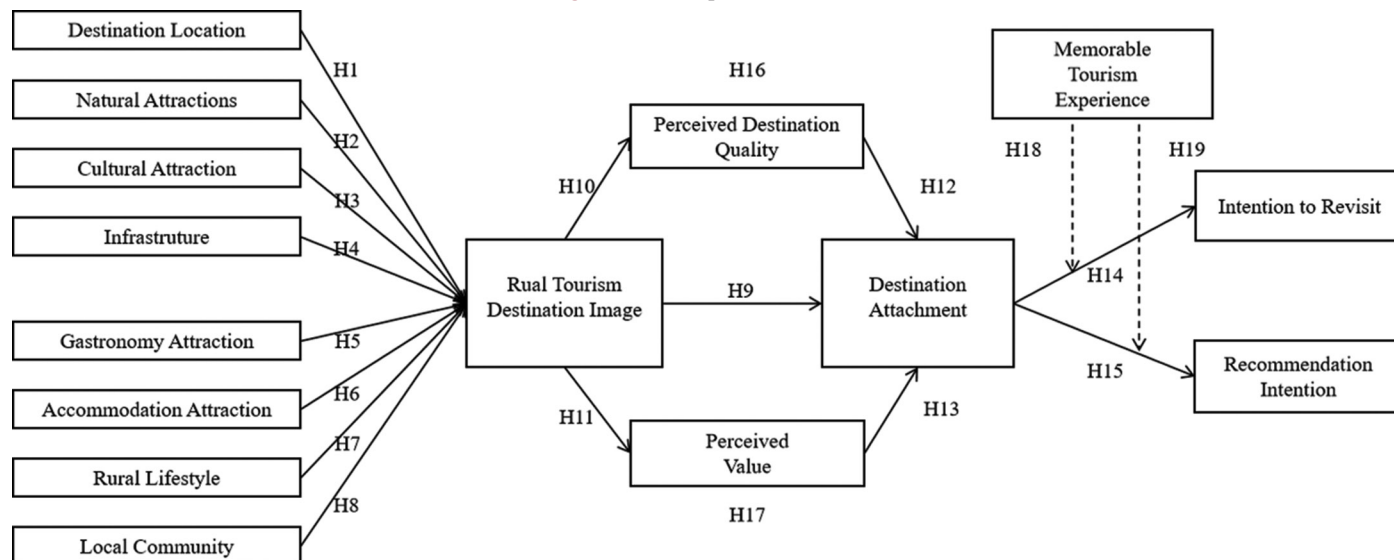 Destination Location
H1
Natural Attractions
H2
Cultural Attraction
H3
Infrastruture
H4
Gastronomy Attraction
H5
Accommodation Attraction
H6
Rural Lifestyle
H7
Local Community
H8
Rual Tourism
Destination Image
H10
H9
H11
H16
Perceived Destination
Quality
Perceived
Value
H17
H12
H13
Destination
Attachment
Memorable
Tourism
Experience
H18
H19
H14
H15
Intention to Revisit
Recommendation
Intention